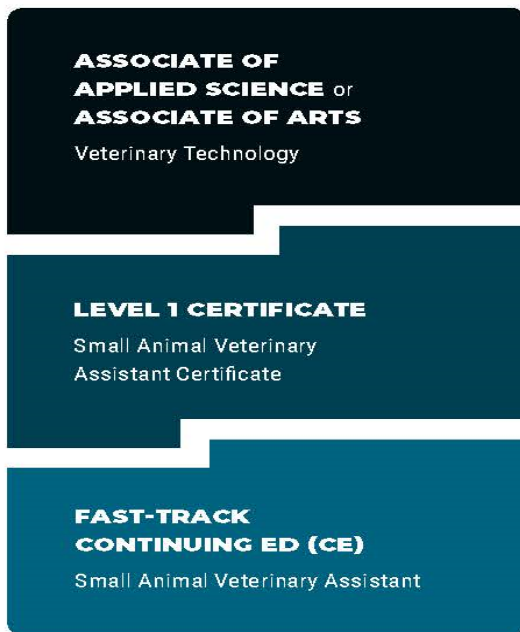 ASSOCIATE OF
APPLIED SCIENCE or
ASSOCIATE OF ARTS
Veterinary Technology
LEVEL 1 CERTIFICATE
Small Animal Veterinary
Assistant Certificate
FAST-TRACK
CONTINUING ED (CE)
Small Animal Veterinary Assistant